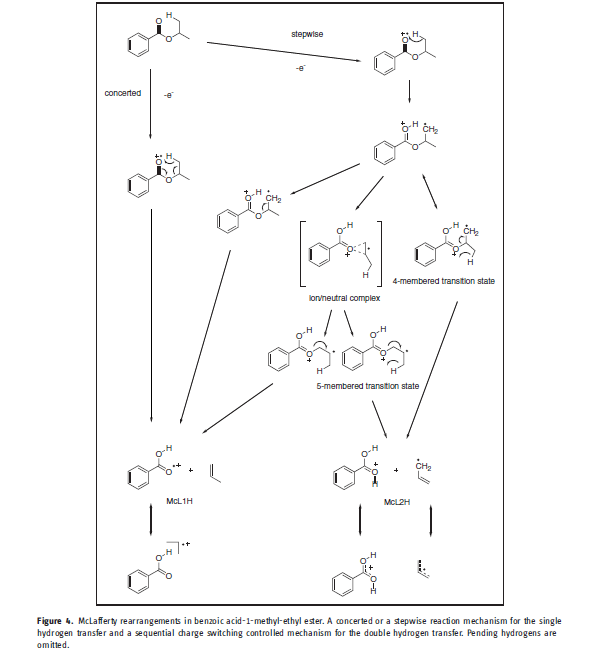 stepwise
-e⁻
concerted
-e⁻
Ion/neutral complex
4-membered transition state
5-membered transition state
McL1H
McL2H
Figure 4. McLafferty rearrangements in benzoic acid-1-methyl-ethyl ester. A concerted or a stepwise reaction mechanism for the single
hydrogen transfer and a sequential charge switching controlled mechanism for the double hydrogen transfer. Pending hydrogens are
omitted.